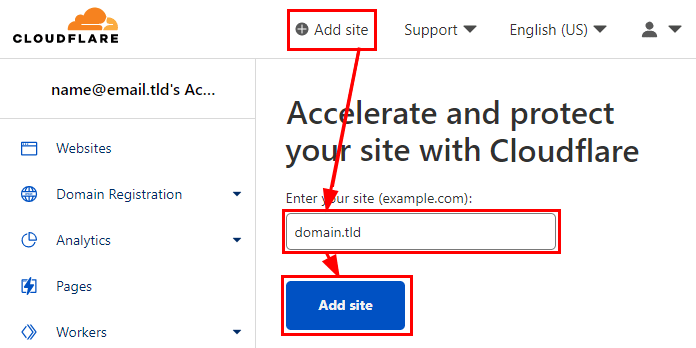 CLOUDFLARE
Add site
Support
English (US)
name@email.tld's Ac...
Websites
Domain Registration
Analytics
Pages
Workers
Accelerate and protect
your site with Cloudflare
Enter your site (example.com):
domain.tld
Add site